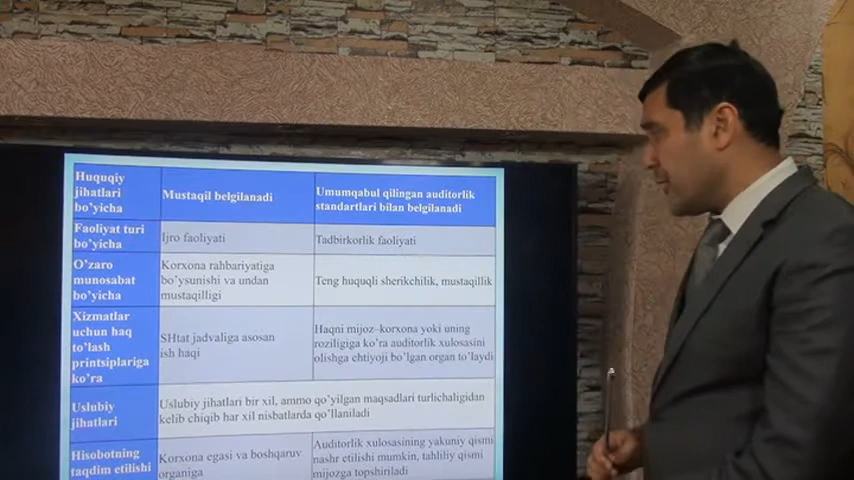 Huquqiy
jihatlari
bo'yicha
Mustaqil belgilanadi
Umumqabul qilingan auditorlik
standartlari bilan belgilanadi
Faoliyat turi
bo'yicha
Ijro faoliyati
Tadbirkorlik faoliyati
O'zaro
munosabat
bo'yicha
Korxona rahbariyatiga
bo'ysunishi va undan
mustaqilligi
Teng huquqli sherikchilik, mustaqillik
Xizmatlar
uchun haq
to'lash
printsiplariga
ko'ra
SHtat jadvaliga asosan
ish haqi
Haqni mijoz–korxona yoki uning
roziligiga ko'ra auditorlik xulosasini
olishga chtiyoji bo'lgan organ to'laydi
Uslubiy
jihatlari
Uslubiy jihatlari bir xil, ammo qo'yilgan maqsadlari turlichaligidan
kelib chiqib har xil nisbatlarda qo'llaniladi
Hisobotning
taqdim etilishi
Korxona egasi va boshqaruv
organiga
Auditorlik xulosasining yakuniy qismi
nashr etilishi mumkin, tahliliy qismi
mijozga topshiriladi